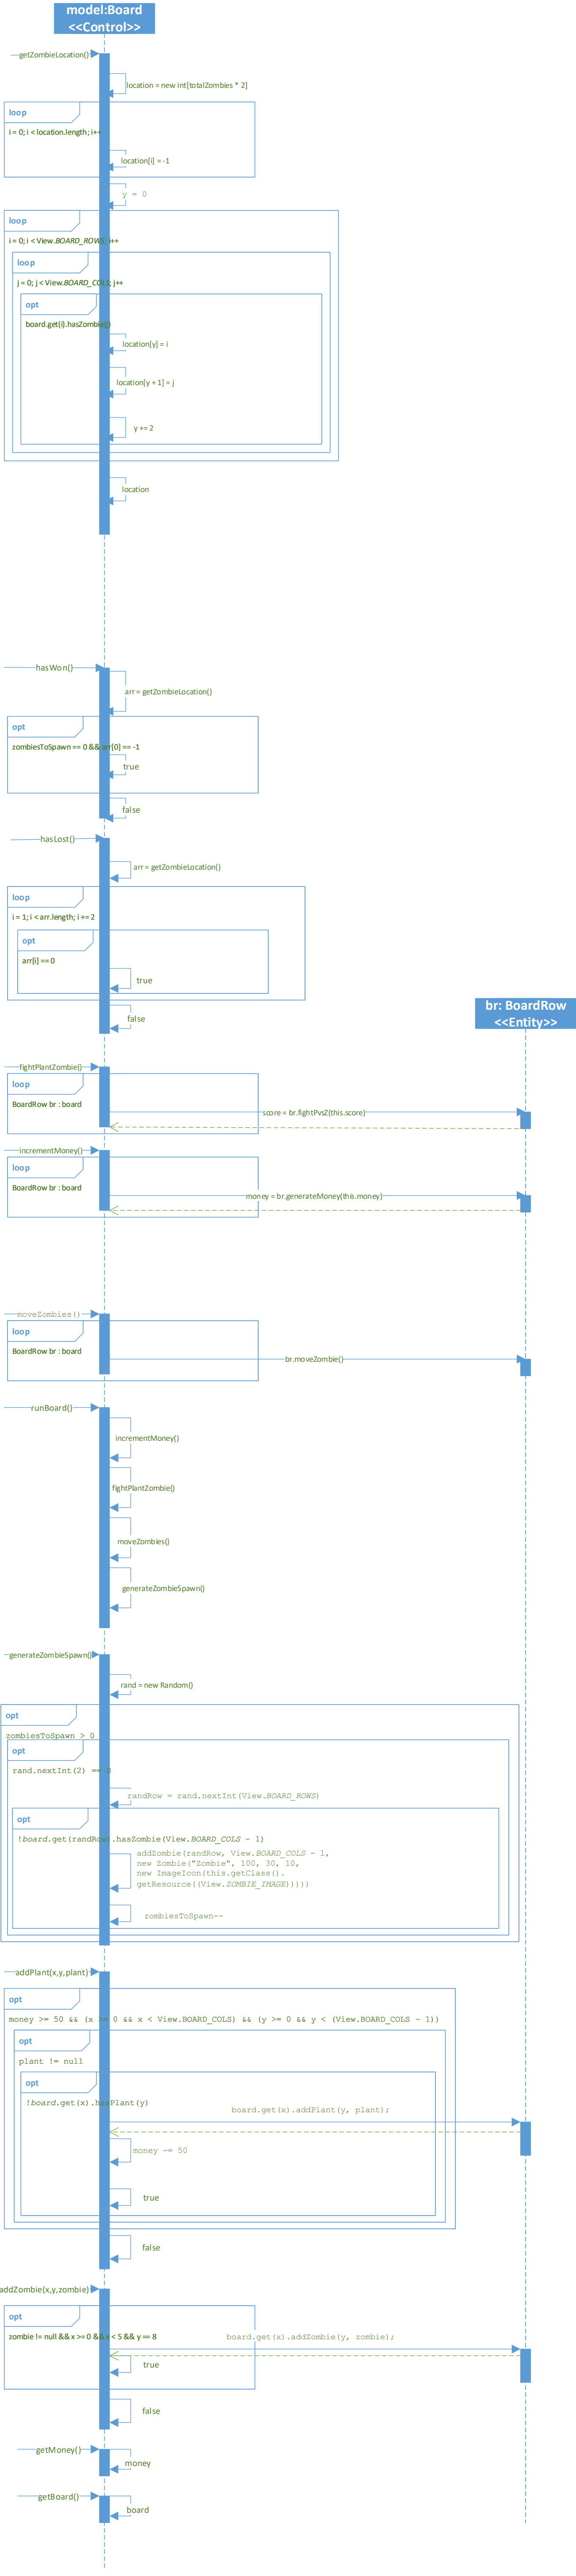 model:Board
<<Control>>
getZombieLocation()
location = new int[totalZombies * 2]
loop
i = 0; i < location.length; i++
location[i] = -1
y = 0
loop
i = 0; i < View.BOARD_ROWS; i++
loop
j = 0; j < View.BOARD_COLS; j++
opt
board.get(i).hasZombie(j)
location[y] = i
location[y + 1] = j
y += 2
location
hasWon()
arr = getZombieLocation()
opt
zombiesToSpawn == 0 && arr[0] == -1
true
false
hasLost()
arr = getZombieLocation()
loop
i = 1; i < arr.length; i += 2
opt
arr[i] == 0
true
false
br: BoardRow
<<Entity>>
fightPlantZombie()
loop
BoardRow br : board
score = br.fightPvsZ(this.score)
incrementMoney()
loop
BoardRow br : board
money = br.generateMoney(this.money)
moveZombies()
loop
BoardRow br : board
br.moveZombie()
runBoard()
incrementMoney()
fightPlantZombie()
moveZombies()
generateZombieSpawn()
generateZombieSpawn()
rand = new Random()
opt
zombiesToSpawn > 0
opt
rand.nextInt(2) == 0
randRow = rand.nextInt(View.BOARD_ROWS)
opt
!board.get(randRow).hasZombie(View.BOARD_COLS - 1)
addZombie(randRow, View.BOARD_COLS - 1,
new Zombie("Zombie", 100, 30, 10,
new ImageIcon(this.getClass().
getResource((View.ZOMBIE_IMAGE)))))
zombiesToSpawn--
addPlant(x,y,plant)
opt
money >= 50 && (x >= 0 && x < View.BOARD_COLS) && (y >= 0 && y < (View.BOARD_COLS - 1))
opt
plant != null
opt
!board.get(x).hasPlant(y)
board.get(x).addPlant(y, plant);
money -= 50
true
false
addZombie(x,y,zombie)
opt
zombie != null && x >= 0 && x < 5 && y == 8
board.get(x).addZombie(y, zombie);
true
false
getMoney()
money
getBoard()
board